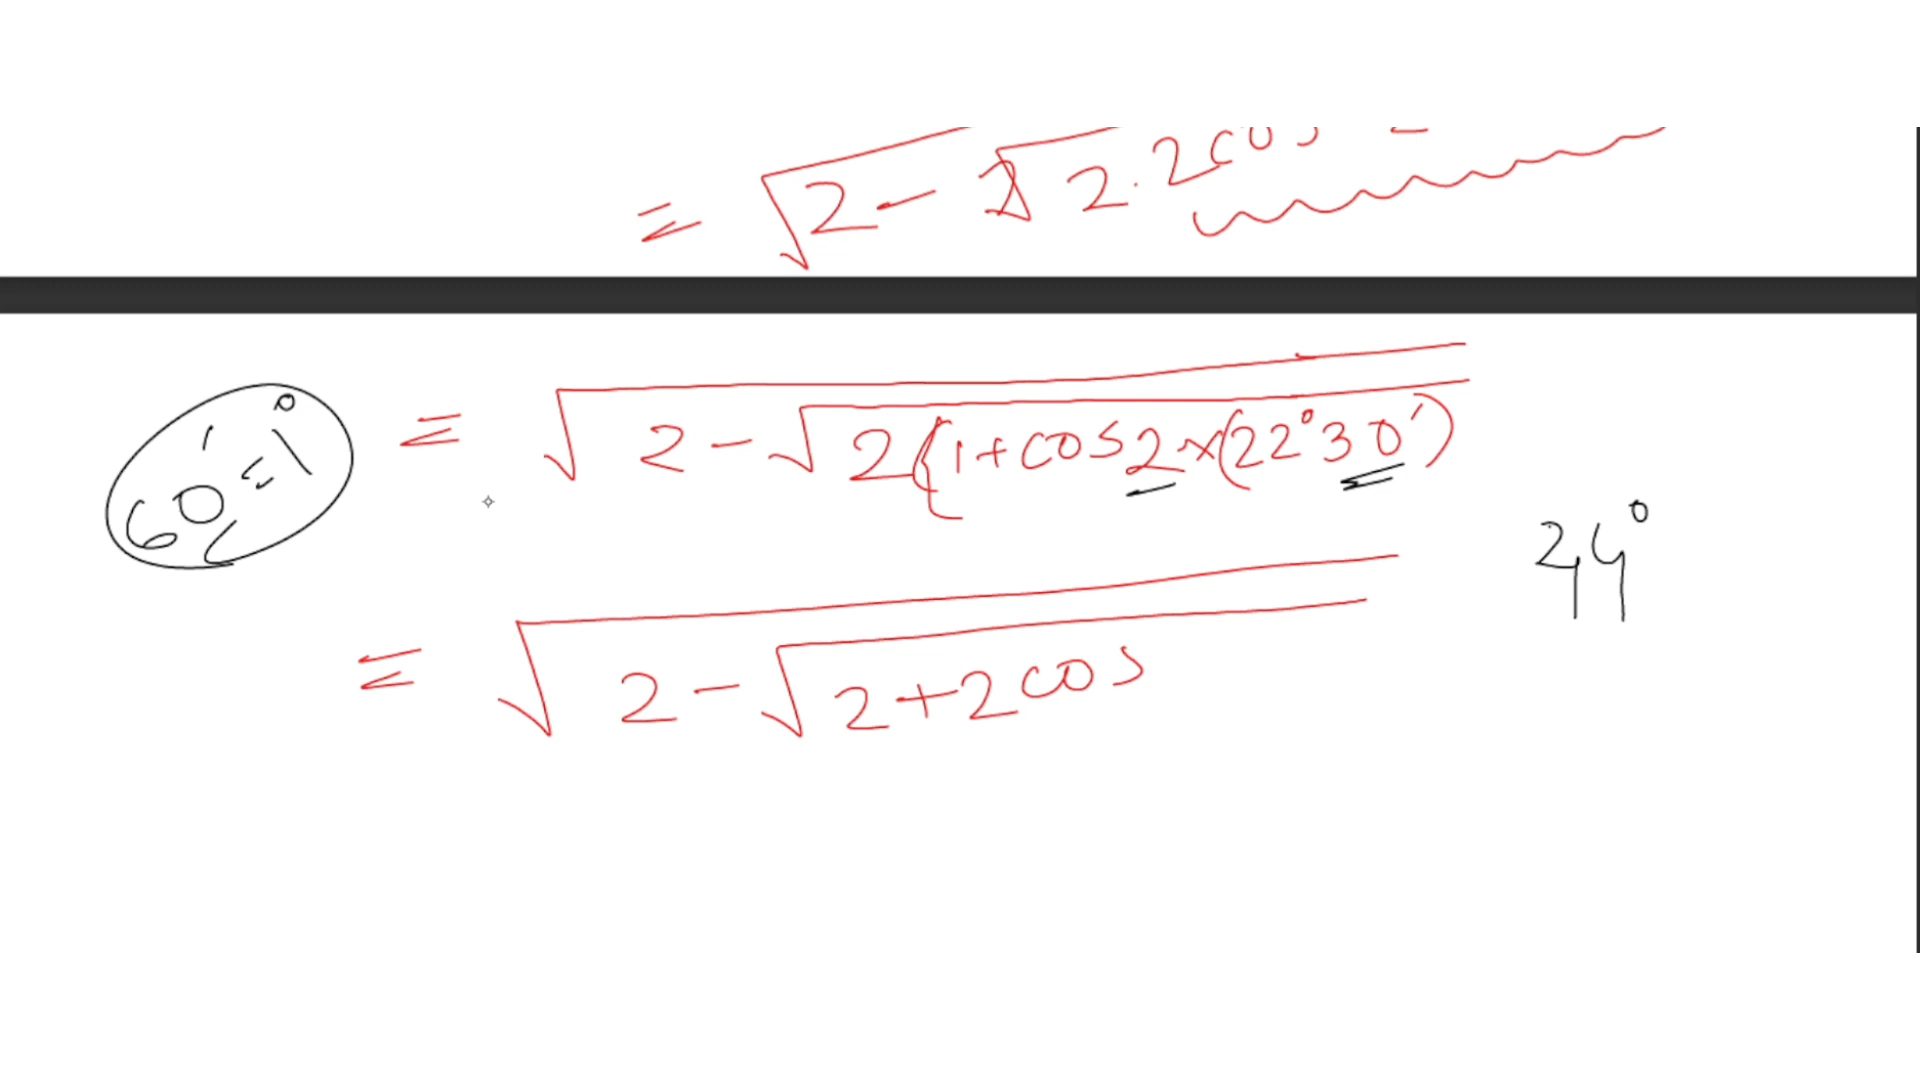 = √2 - √2.2cos
= √2 - √2{1+cos2×(22°30')
60' = 1°
44°
= √2 - √2+2cos